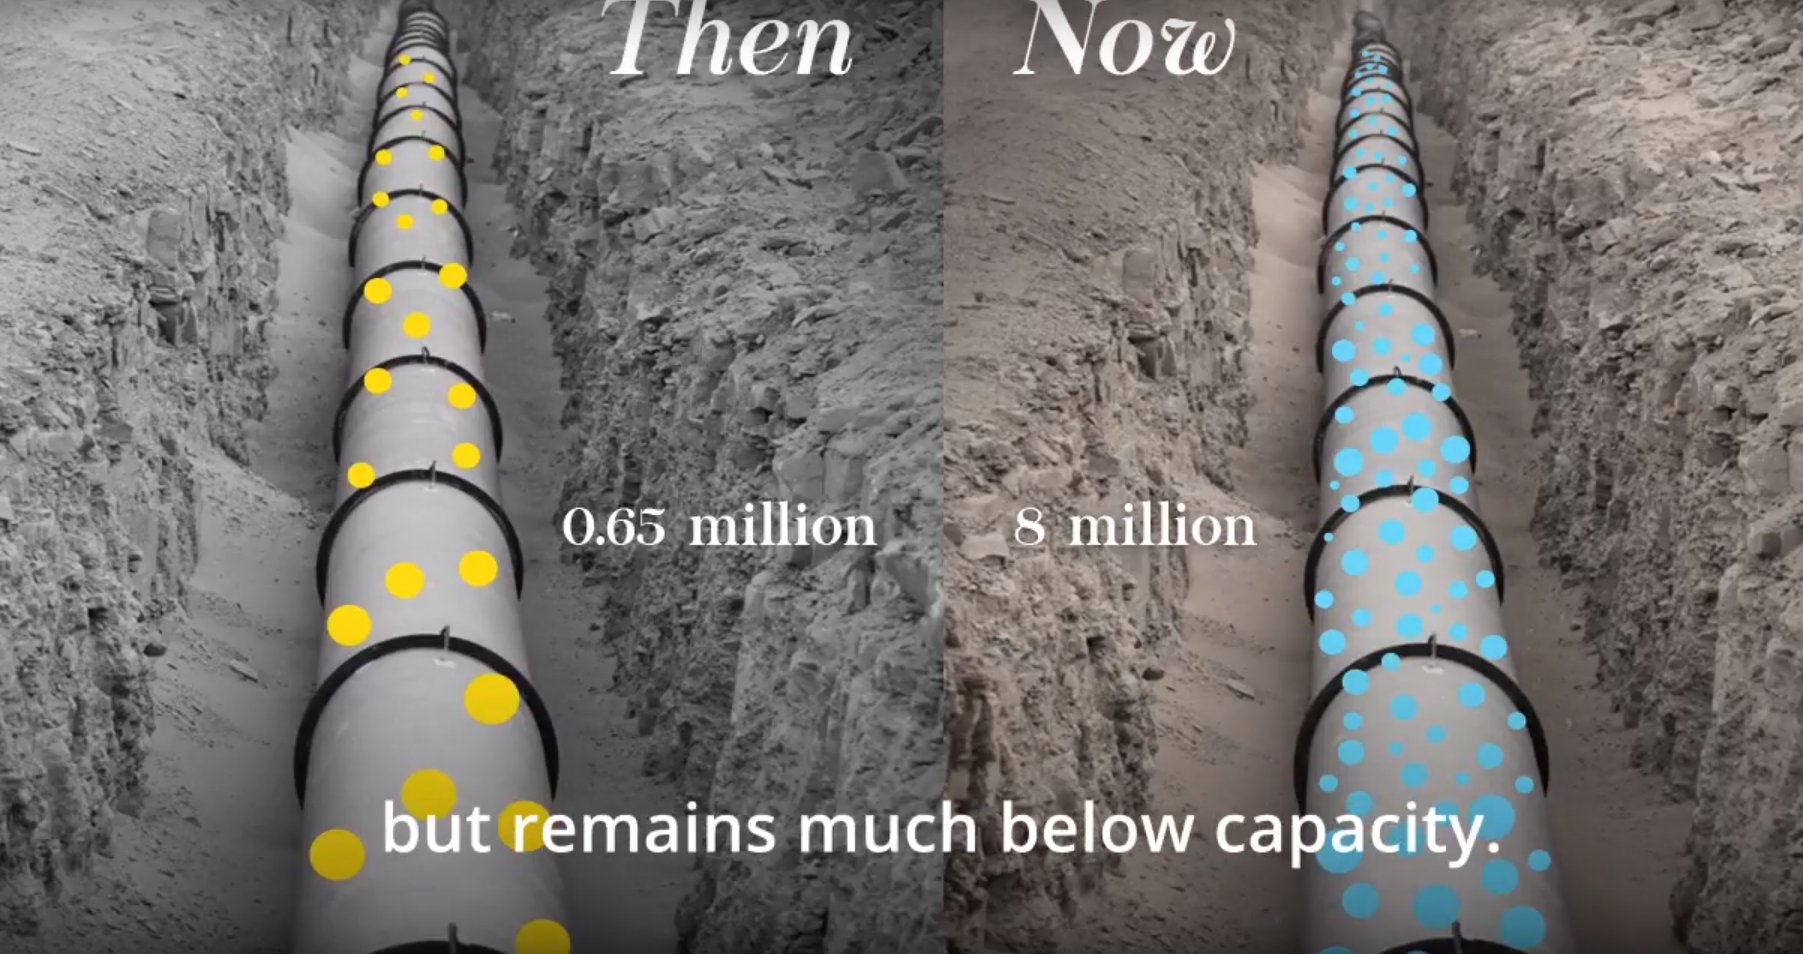 Then
Now
0.65 million
8 million
but remains much below capacity.